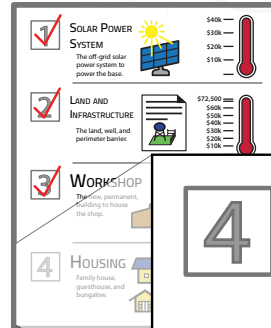 1
SOLAR POWER
SYSTEM
The off-grid solar
power system to
power the base.
$40k
$30k
$20k
$10k
2
LAND AND
INFRASTRUCTURE
The land, well, and
perimeter barrier.
$72,500
$60k
$50k
$40k
$30k
$20k
$10k
3
WORKSHOP
The new, permanent,
building to house
the shop.
4
HOUSING
Family house,
guesthouse, and
bungalow.
4